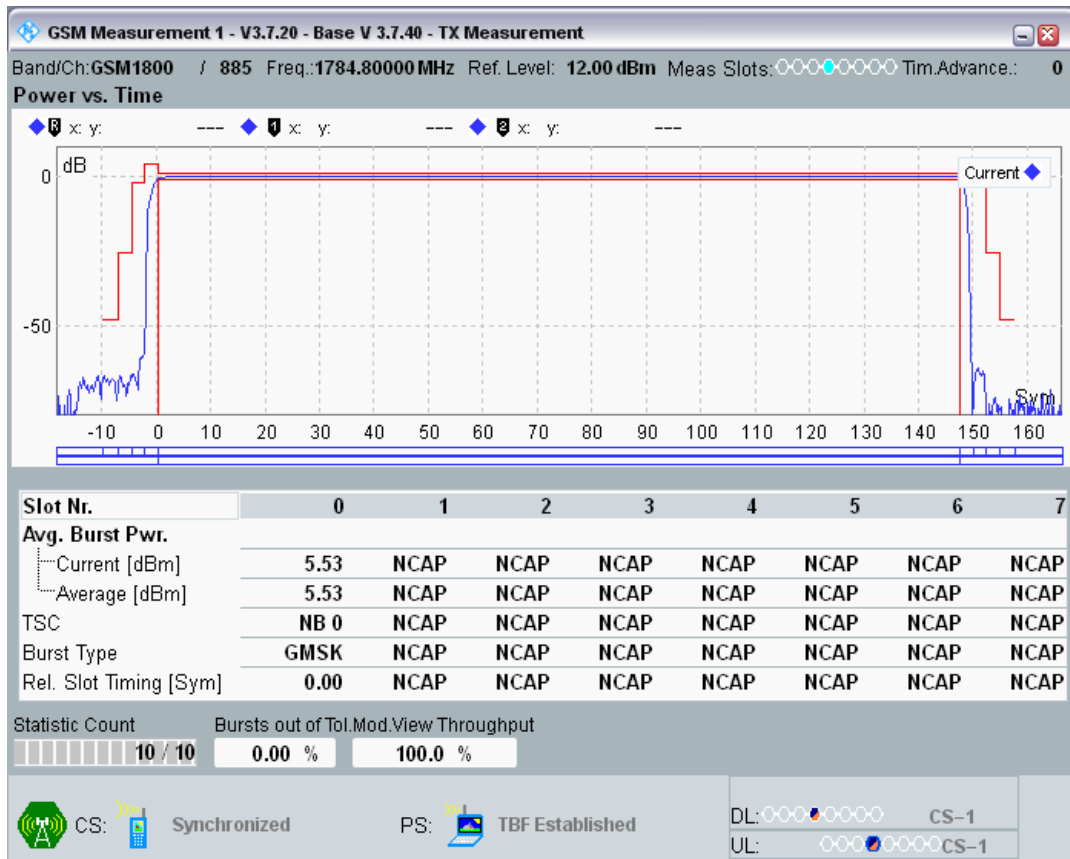 GSM Measurement 1 - V3.7.20 - Base V 3.7.40 - TX Measurement
Band/Ch:GSM1800 / 885 Freq.:1784.80000 MHz Ref. Level: 12.00 dBm Meas Slots: Tim.Advance.: 0
Power vs. Time
R x: y: --- 1 x: y: --- 2 x: y: ---
dB
0
Current
-50
Sym
-10 0 10 20 30 40 50 60 70 80 90 100 110 120 130 140 150 160
Slot Nr. 0 1 2 3 4 5 6 7
Avg. Burst Pwr.
Current [dBm] 5.53 NCAP NCAP NCAP NCAP NCAP NCAP NCAP
Average [dBm] 5.53 NCAP NCAP NCAP NCAP NCAP NCAP NCAP
TSC NB 0 NCAP NCAP NCAP NCAP NCAP NCAP NCAP
Burst Type GMSK NCAP NCAP NCAP NCAP NCAP NCAP NCAP
Rel. Slot Timing [Sym] 0.00 NCAP NCAP NCAP NCAP NCAP NCAP NCAP
Statistic Count Bursts out of Tol.Mod.View Throughput
10 / 10 0.00 % 100.0 %
CS: Synchronized PS: TBF Established
DL: CS-1
UL: CS-1